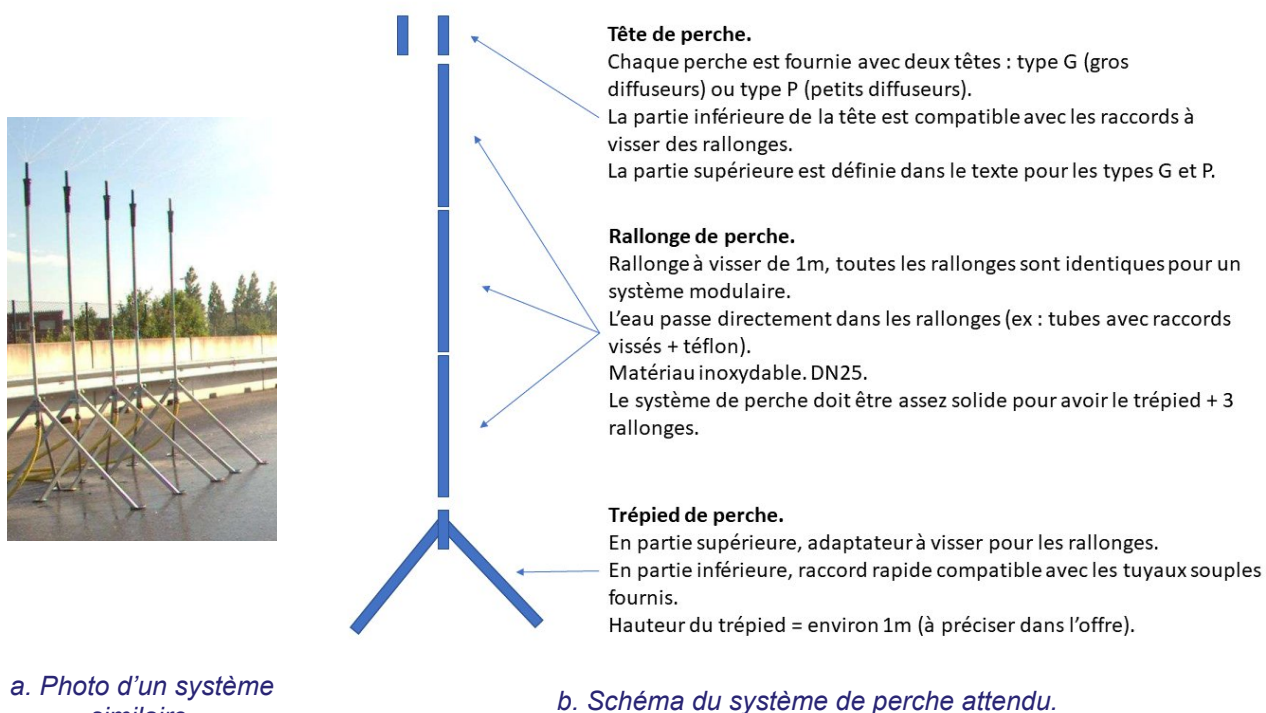 Tête de perche.
Chaque perche est fournie avec deux têtes : type G (gros
diffuseurs) ou type P (petits diffuseurs).
La partie inférieure de la tête est compatible avec les raccords à
visser des rallonges.
La partie supérieure est définie dans le texte pour les types G et P.
Rallonge de perche.
Rallonge à visser de 1m, toutes les rallonges sont identiques pour un
système modulaire.
L’eau passe directement dans les rallonges (ex : tubes avec raccords
vissés + téflon).
Matériau inoxydable. DN25.
Le système de perche doit être assez solide pour avoir le trépied + 3
rallonges.
Trépied de perche.
En partie supérieure, adaptateur à visser pour les rallonges.
En partie inférieure, raccord rapide compatible avec les tuyaux souples
fournis.
Hauteur du trépied = environ 1m (à préciser dans l’offre).
a. Photo d’un système
b. Schéma du système de perche attendu.